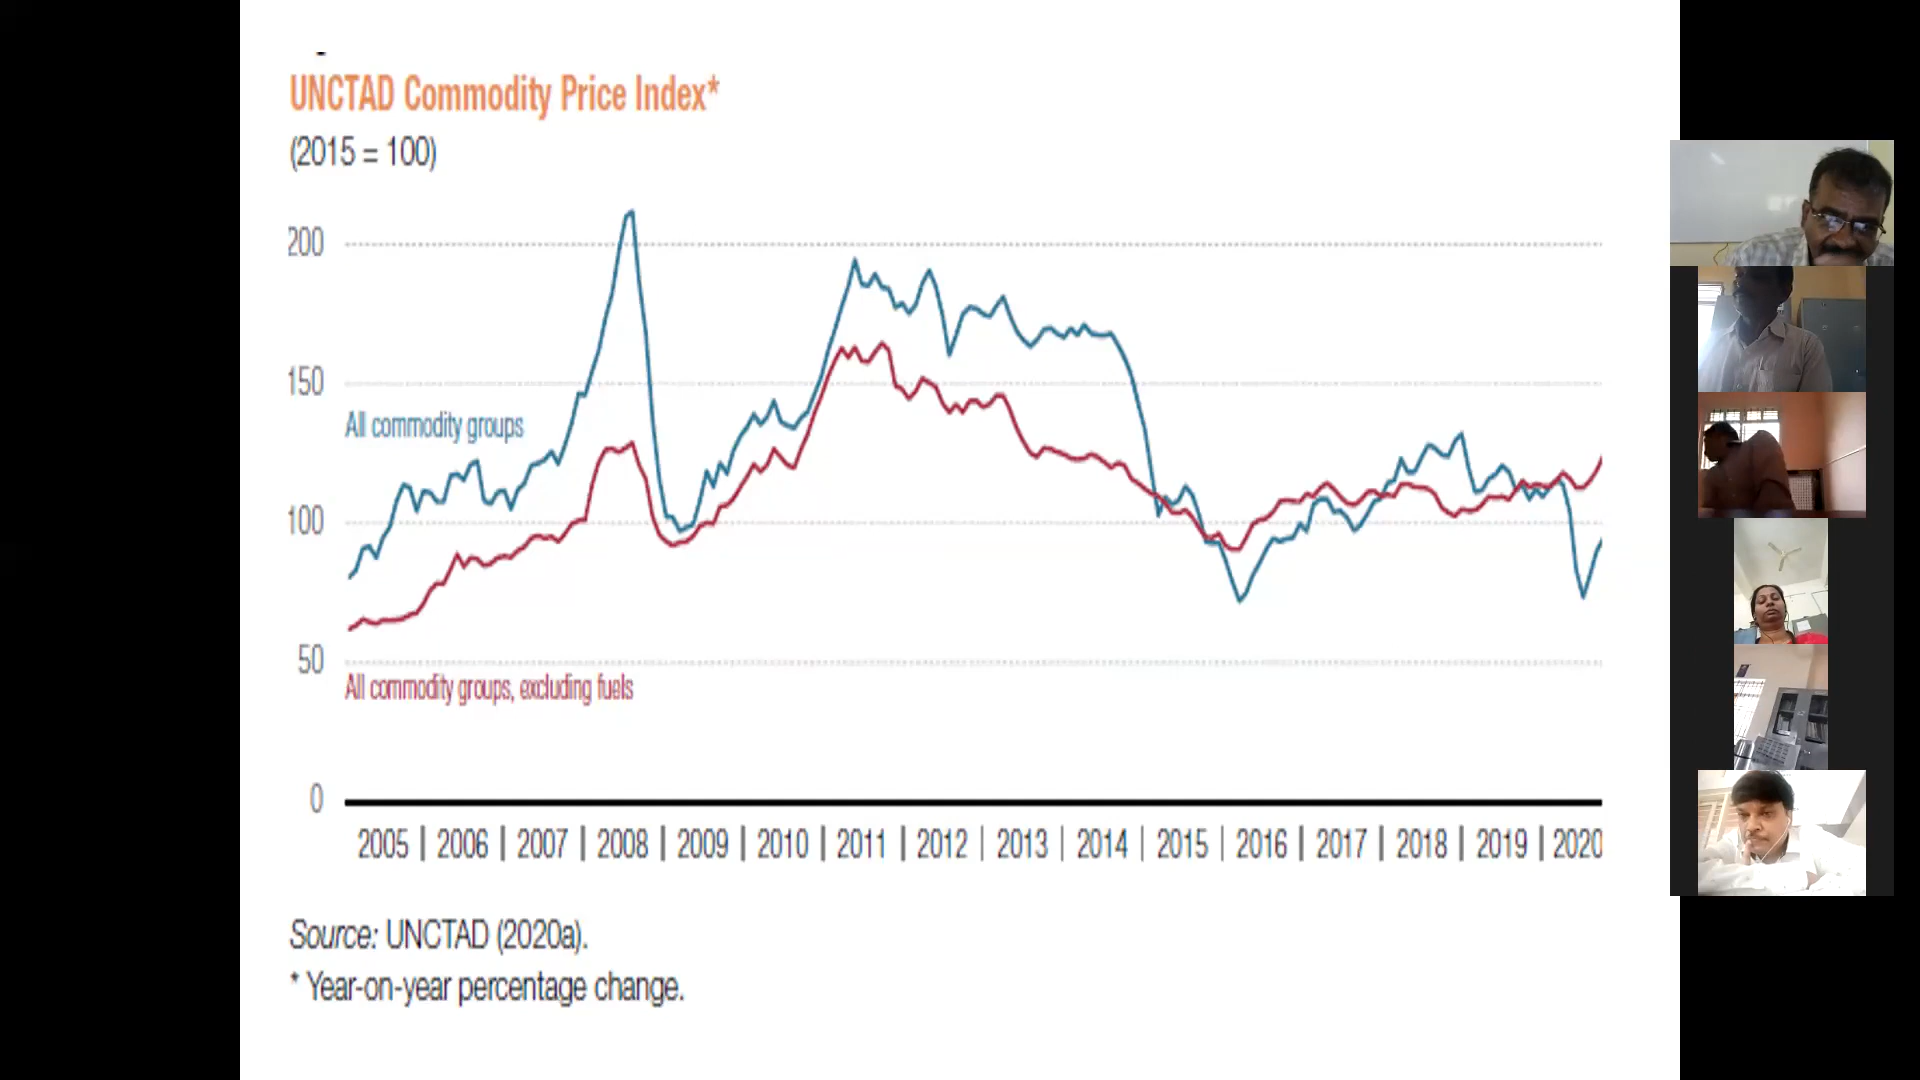 UNCTAD Commodity Price Index*
(2015 = 100)
200
150
All commodity groups
100
50
All commodity groups, excluding fuels
0
2005 | 2006 | 2007 | 2008 | 2009 | 2010 | 2011 | 2012 | 2013 | 2014 | 2015 | 2016 | 2017 | 2018 | 2019 | 2020
Source: UNCTAD (2020a).
* Year-on-year percentage change.